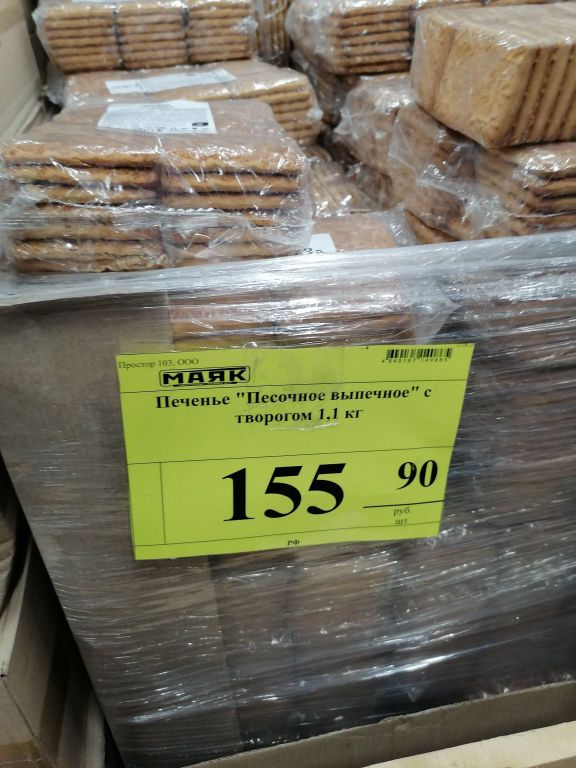 Простор 103, ООО
МАЯК
Печенье "Песочное выпечное" с
творогом 1,1 кг
155 90
руб.
шт
РФ